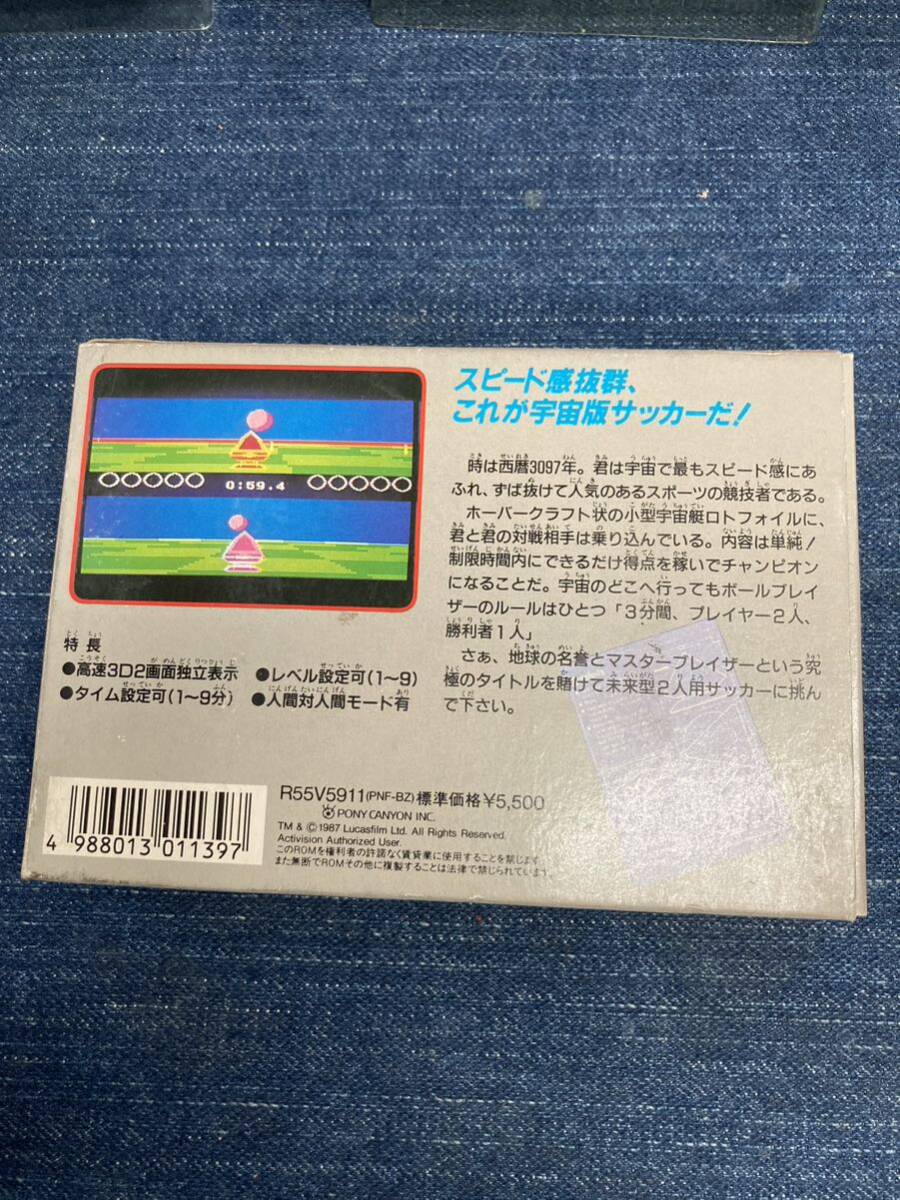 スピード感抜群、
これが宇宙版サッカーだ!
時は西暦3097年。君は宇宙で最もスピード感にあ
ふれ、ずば抜けて人気のあるスポーツの競技者である。
ホーバークラフト状の小型宇宙艇ロトフォイルに、
君と君の対戦相手は乗り込んでいる。内容は単純!
制限時間内にできるだけ得点を稼いでチャンピオン
になることだ。宇宙のどこへ行ってもボールブレイ
ザーのルールはひとつ「3分間、プレイヤー2人、
勝利者1人」
さぁ、地球の名誉とマスターブレイザーという究
極のタイトルを賭けて未来型2人用サッカーに挑ん
で下さい。
0:59.4
特長
●高速3D2画面独立表示
●タイム設定可(1~9分)
●レベル設定可(1~9)
●人間対人間モード有
R55V5911(PNF-BZ)標準価格¥5,500
PONY CANYON INC.
TM & ©1987 Lucasfilm Ltd. All Rights Reserved.
Activision Authorized User.
このROMを権利者の許諾なく賃貸業に使用することを禁じます。
また無断でROMその他に複製することは法律で禁じられています。
4 988013 011397